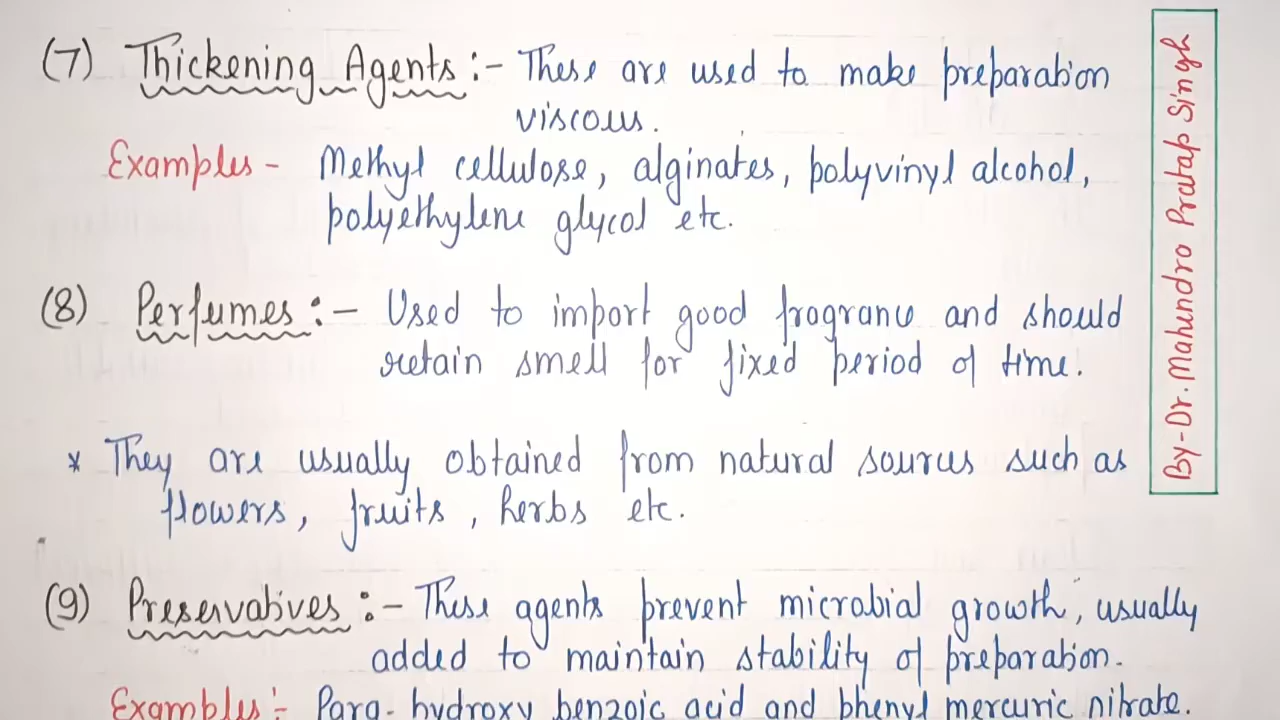 (7) Thickening Agents :- These are used to make preparation
viscous.
Examples - Methyl cellulose, alginates, polyvinyl alcohol,
polyethylene glycol etc.
(8) Perfumes :- Used to import good fragrance and should
retain smell for fixed period of time.
* They are usually obtained from natural sources such as
flowers, fruits, herbs etc.
(9) Preservatives :- These agents prevent microbial growth, usually
added to maintain stability of preparation.
Examples :- Para-hydroxy benzoic acid and phenyl mercuric nitrate.
By-Dr. Mahendra Pratap Singh